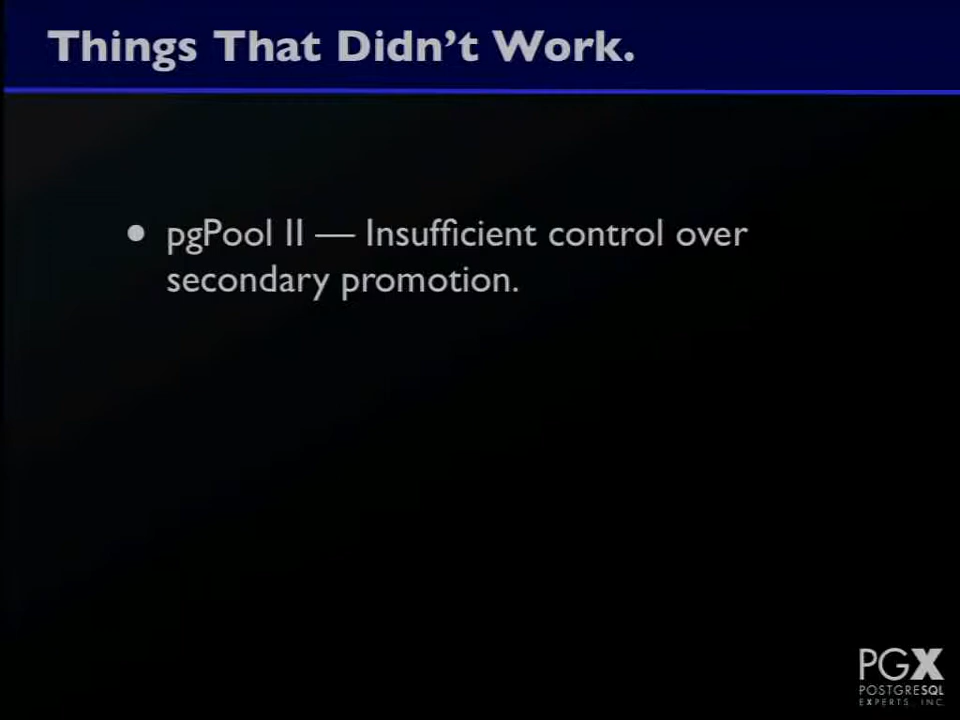 Things That Didn't Work.
• pgPool II — Insufficient control over
secondary promotion.
PGX
POSTGRESQL
EXPERTS, INC.